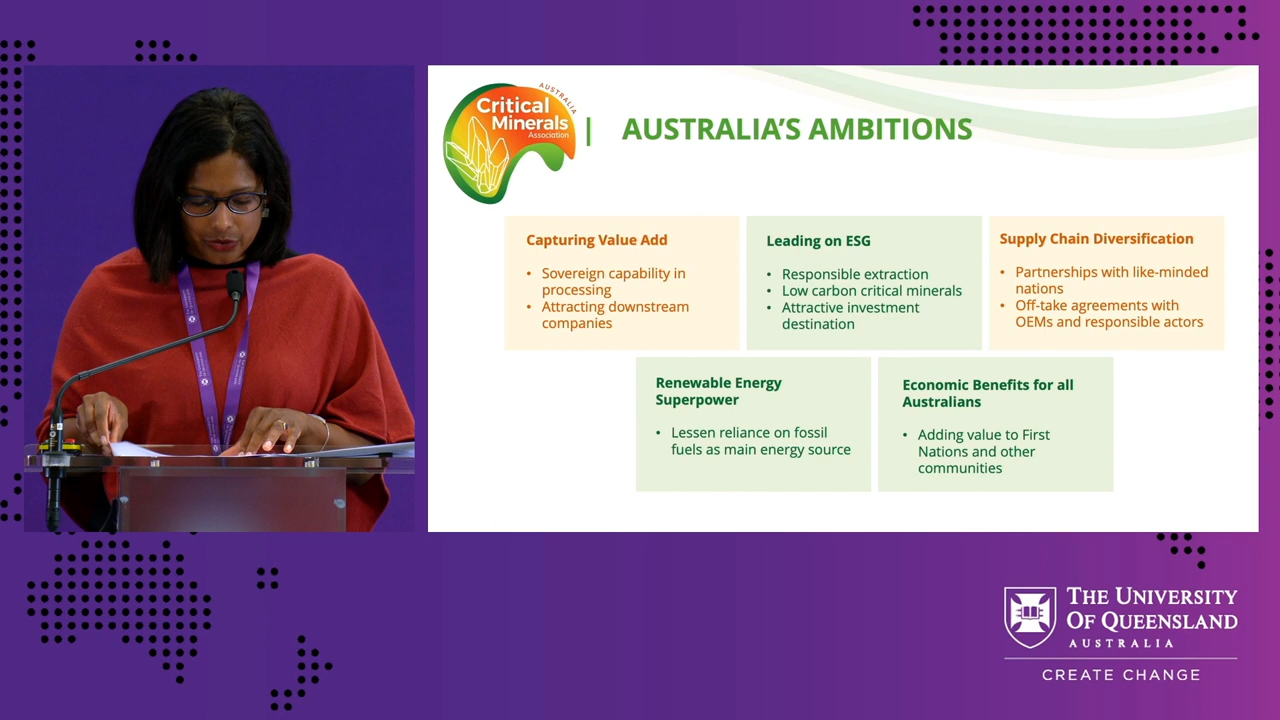 AUSTRALIA
Critical
Minerals
Association
AUSTRALIA’S AMBITIONS
Capturing Value Add
• Sovereign capability in
processing
• Attracting downstream
companies
Leading on ESG
• Responsible extraction
• Low carbon critical minerals
• Attractive investment
destination
Supply Chain Diversification
• Partnerships with like-minded
nations
• Off-take agreements with
OEMs and responsible actors
Renewable Energy
Superpower
• Lessen reliance on fossil
fuels as main energy source
Economic Benefits for all
Australians
• Adding value to First
Nations and other
communities
THE UNIVERSITY
OF QUEENSLAND
AUSTRALIA
CREATE CHANGE